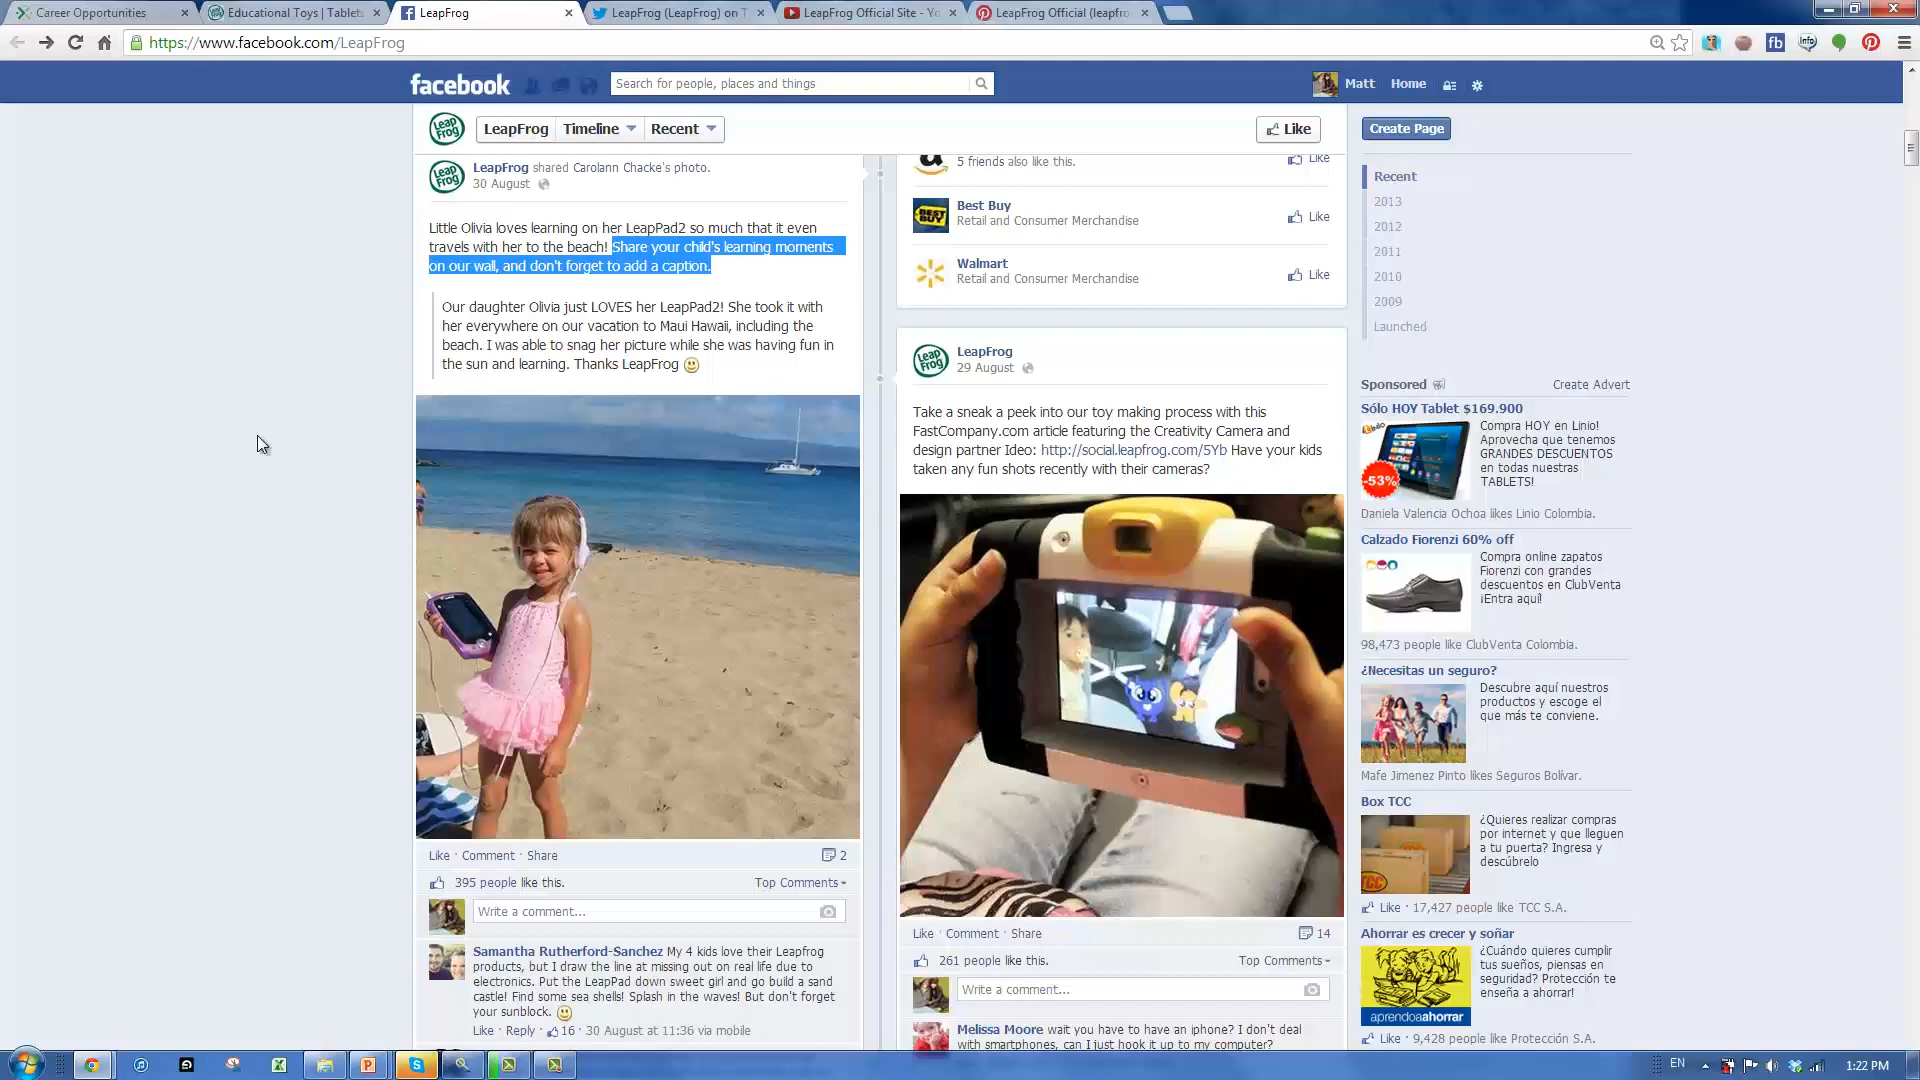 Career Opportunities
Educational Toys | Tablets
LeapFrog
LeapFrog (LeapFrog) on T
LeapFrog Official Site - Yo
LeapFrog Official (leapfro
https://www.facebook.com/LeapFrog
fb
Info
facebook
Search for people, places and things
Matt
Home
Leap Frog
LeapFrog
Timeline
Recent
Like
Create Page
LeapFrog shared Carolann Chacke's photo.
30 August
Little Olivia loves learning on her LeapPad2 so much that it even
travels with her to the beach! Share your child's learning moments
on our wall, and don't forget to add a caption.
Our daughter Olivia just LOVES her LeapPad2! She took it with
her everywhere on our vacation to Maui Hawaii, including the
beach. I was able to snag her picture while she was having fun in
the sun and learning. Thanks LeapFrog
Like · Comment · Share
2
395 people like this.
Top Comments
Write a comment...
Samantha Rutherford-Sanchez My 4 kids love their Leapfrog
products, but I draw the line at missing out on real life due to
electronics. Put the LeapPad down sweet girl and go build a sand
castle! Find some sea shells! Splash in the waves! But don't forget
your sunblock.
Like · Reply · 16 · 30 August at 11:36 via mobile
5 friends also like this.
Like
BEST BUY
Best Buy
Retail and Consumer Merchandise
Like
Walmart
Retail and Consumer Merchandise
Like
Leap Frog
LeapFrog
29 August
Take a sneak a peek into our toy making process with this
FastCompany.com article featuring the Creativity Camera and
design partner Ideo: http://social.leapfrog.com/5Yb Have your kids
taken any fun shots recently with their cameras?
Like · Comment · Share
14
261 people like this.
Top Comments
Write a comment...
Melissa Moore wait you have to have an iphone? I don't deal
with smartphones, can I just hook it up to my computer?
Recent
2013
2012
2011
2010
2009
Launched
Sponsored
Create Advert
Sólo HOY Tablet $169.900
Linio
-53%
Compra HOY en Linio!
Aprovecha que tenemos
GRANDES DESCUENTOS
en todas nuestras
TABLETS!
Daniela Valencia Ochoa likes Linio Colombia.
Calzado Fiorenzi 60% off
Compra online zapatos
Fiorenzi con grandes
descuentos en ClubVenta
¡Entra aquí!
98,473 people like ClubVenta Colombia.
¿Necesitas un seguro?
Descubre aquí nuestros
productos y escoge el
que más te conviene.
Mafe Jimenez Pinto likes Seguros Bolívar.
Box TCC
TCC
¿Quieres realizar compras
por internet y que lleguen
a tu puerta? Ingresa y
descúbrelo
Like · 17,427 people like TCC S.A.
Ahorrar es crecer y soñar
aprendoaahorrar
¿Cuándo quieres cumplir
tus sueños, piensas en
seguridad? Protección te
enseña a ahorrar!
Like · 9,428 people like Protección S.A.
EN
1:22 PM